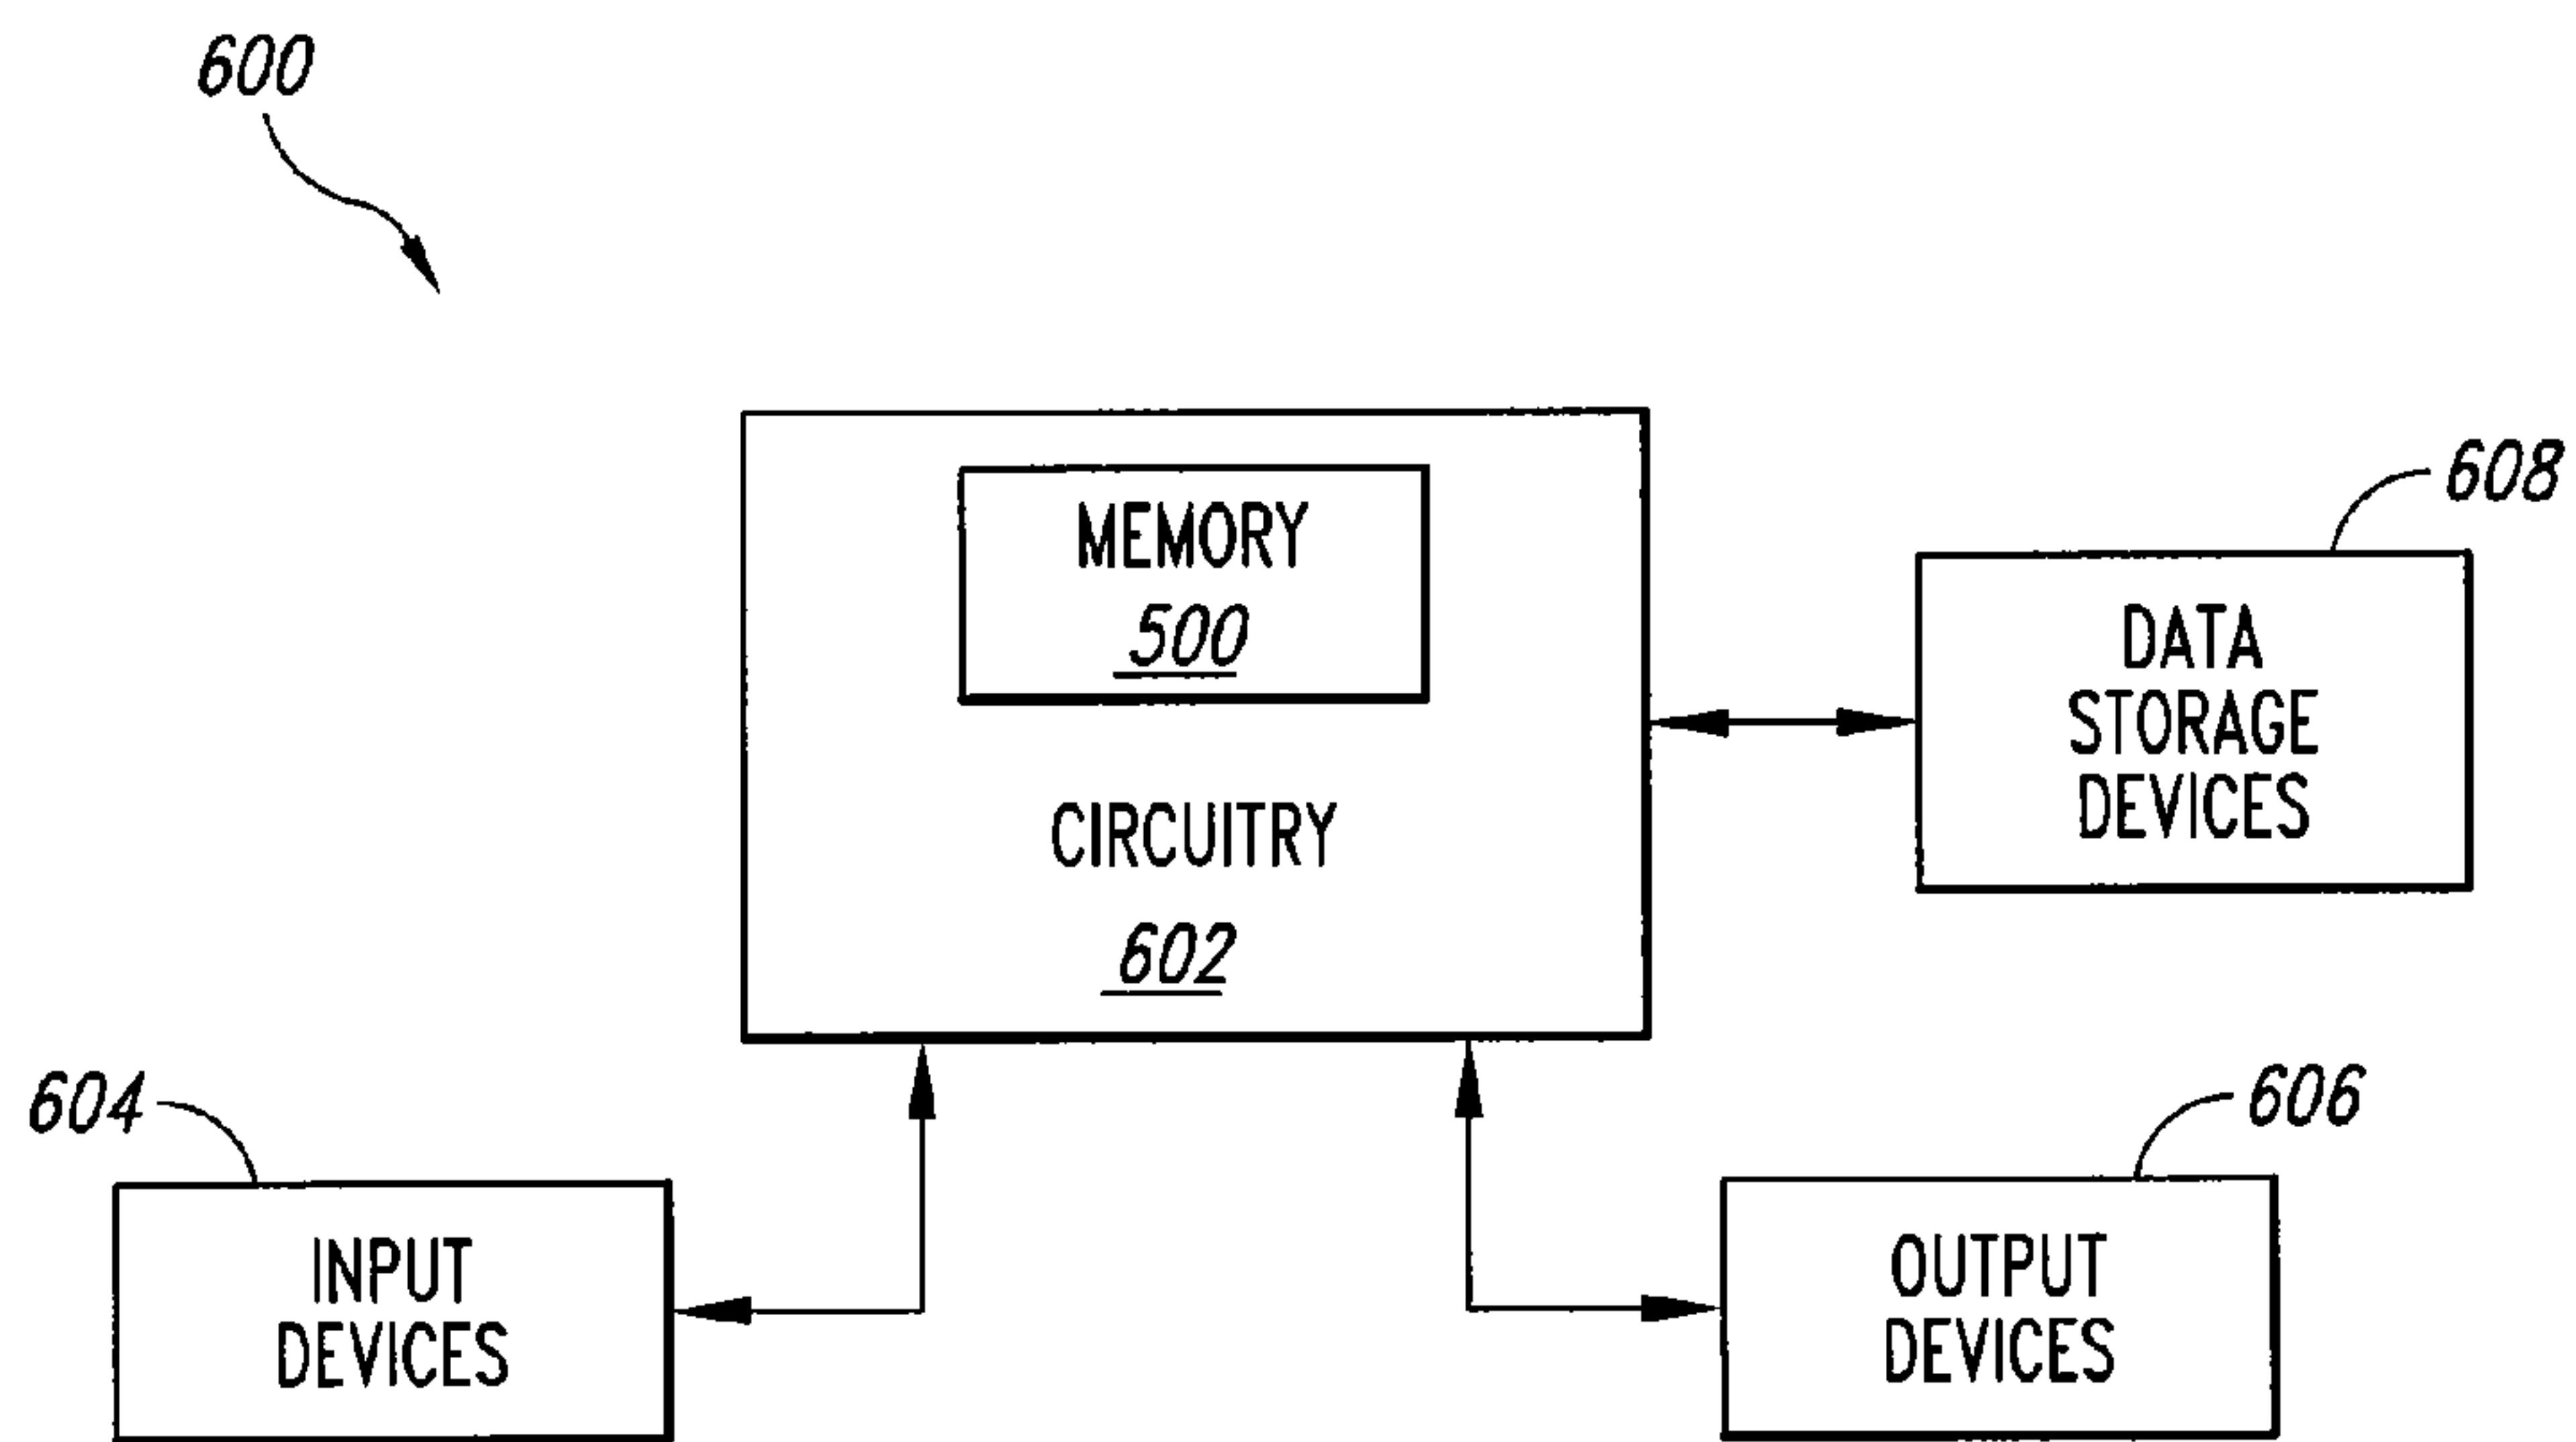 600
MEMORY
500
CIRCUITRY
602
608
DATA
STORAGE
DEVICES
604
INPUT
DEVICES
606
OUTPUT
DEVICES